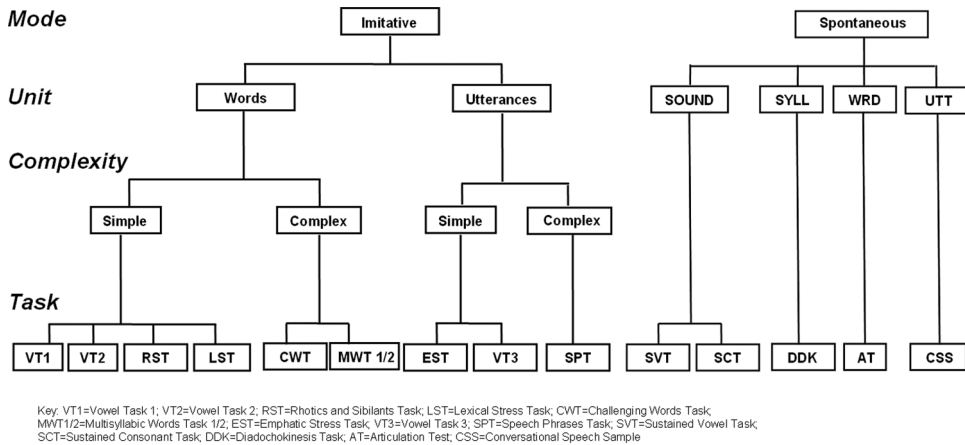 Mode Imitative Spontaneous
Unit Words Utterances SOUND SYLL WRD UTT
Complexity
Simple Complex Simple Complex
Task
VT1 VT2 RST LST CWT MWT 1/2 EST VT3 SPT SVT SCT DDK AT CSS
Key: VT1=Vowel Task 1; VT2=Vowel Task 2; RST=Rhotics and Sibilants Task; LST=Lexical Stress Task; CWT=Challenging Words Task;
MWT1/2=Multisyllabic Words Task 1/2; EST=Emphatic Stress Task; VT3=Vowel Task 3; SPT=Speech Phrases Task; SVT=Sustained Vowel Task;
SCT=Sustained Consonant Task; DDK=Diadochokinesis Task; AT=Articulation Test; CSS=Conversational Speech Sample